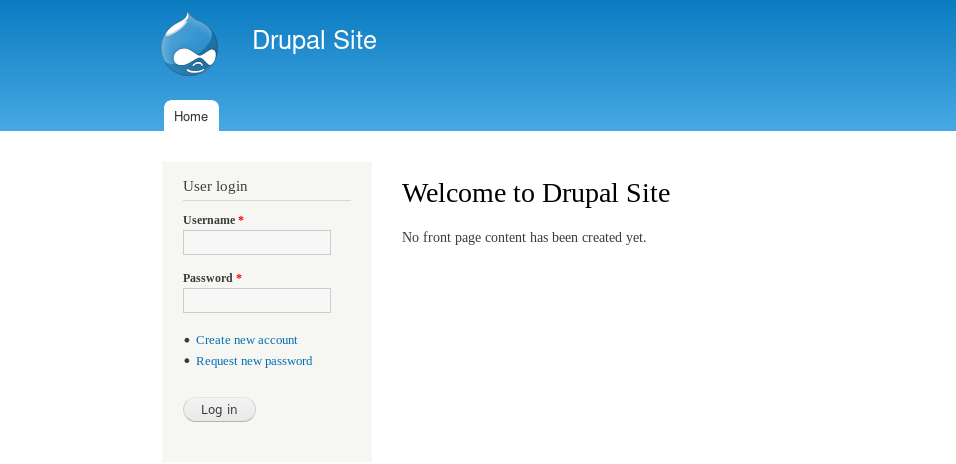 Drupal Site
Home
User login
Username *
Password *
Create new account
Request new password
Log in
Welcome to Drupal Site
No front page content has been created yet.